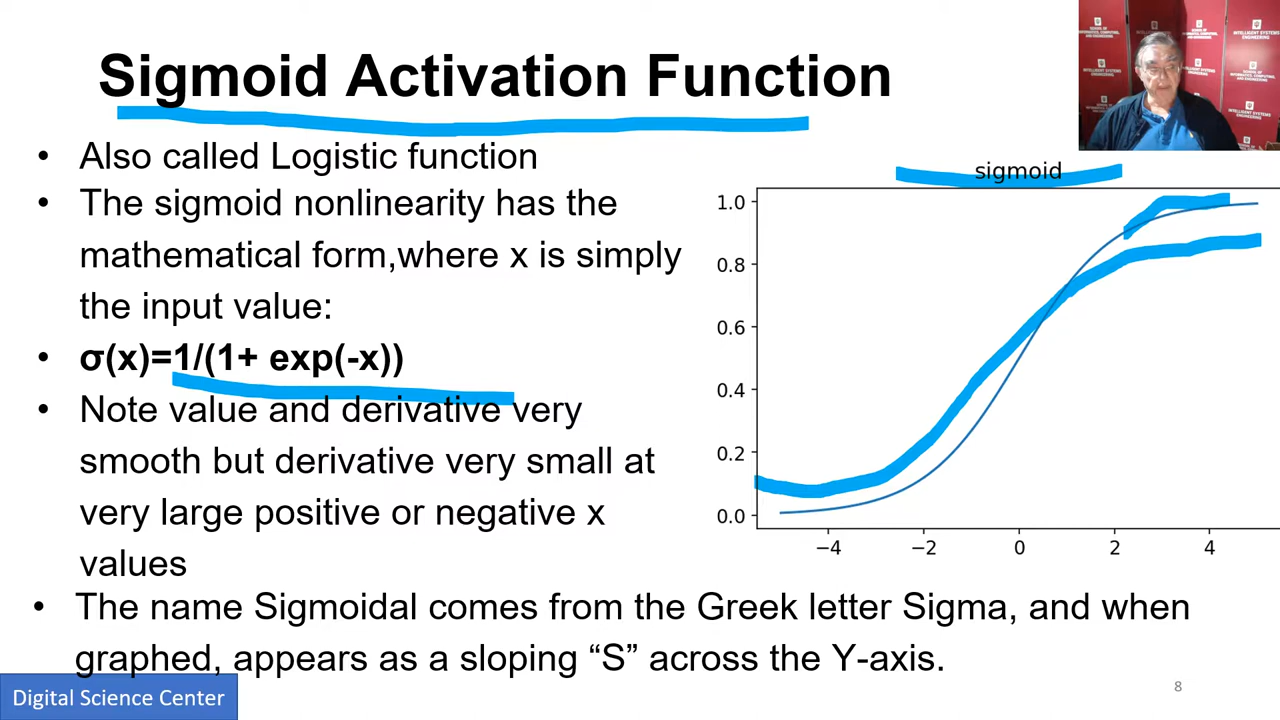 Sigmoid Activation Function
• Also called Logistic function
• The sigmoid nonlinearity has the
mathematical form,where x is simply
the input value:
• σ(x)=1/(1+ exp(-x))
• Note value and derivative very
smooth but derivative very small at
very large positive or negative x
values
• The name Sigmoidal comes from the Greek letter Sigma, and when
graphed, appears as a sloping “S” across the Y-axis.
sigmoid
1.0
0.8
0.6
0.4
0.2
0.0
−4 −2 0 2 4
Digital Science Center
8